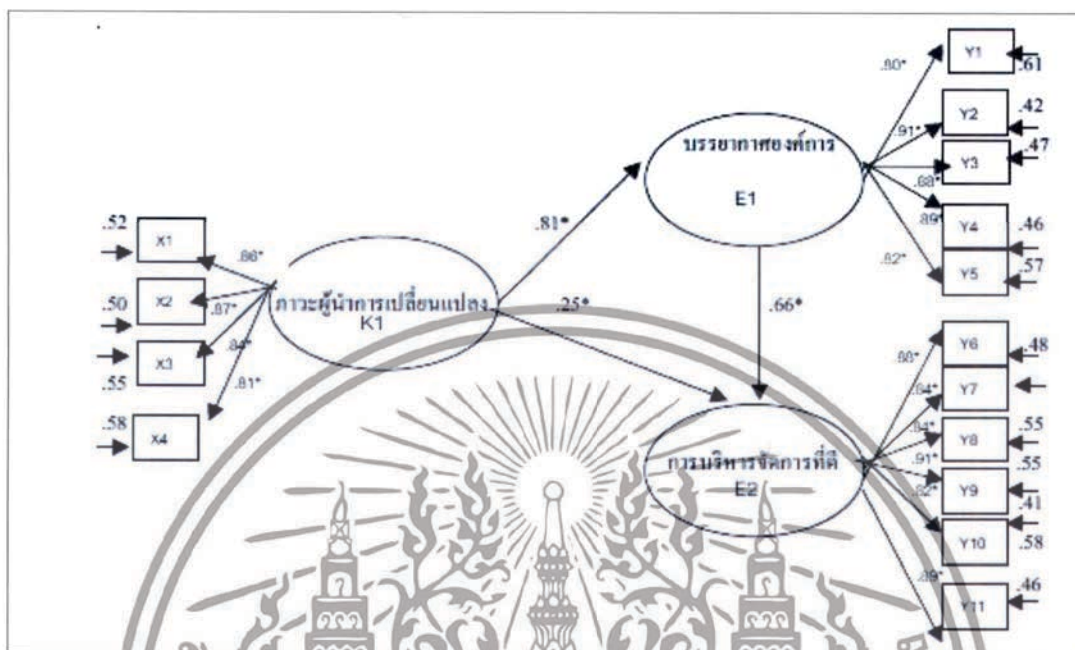 Y1
.80*
.61
Y2
.42
.91*
Y3
.47
บรรยากาศองค์การ
E1
.88*
Y4
.46
.89*
Y5
.57
.82*
.81*
.52
X1
.86*
.50
X2
.87*
ภาวะผู้นำการเปลี่ยนแปลง
K1
.25*
.66*
X3
.84*
.55
.81*
.58
X4
Y6
.48
.88*
Y7
.84*
Y8
.55
.84*
การบริหารจัดการที่ดี
E2
.91*
Y9
.55
.82*
.41
Y10
.58
.89*
Y11
.46